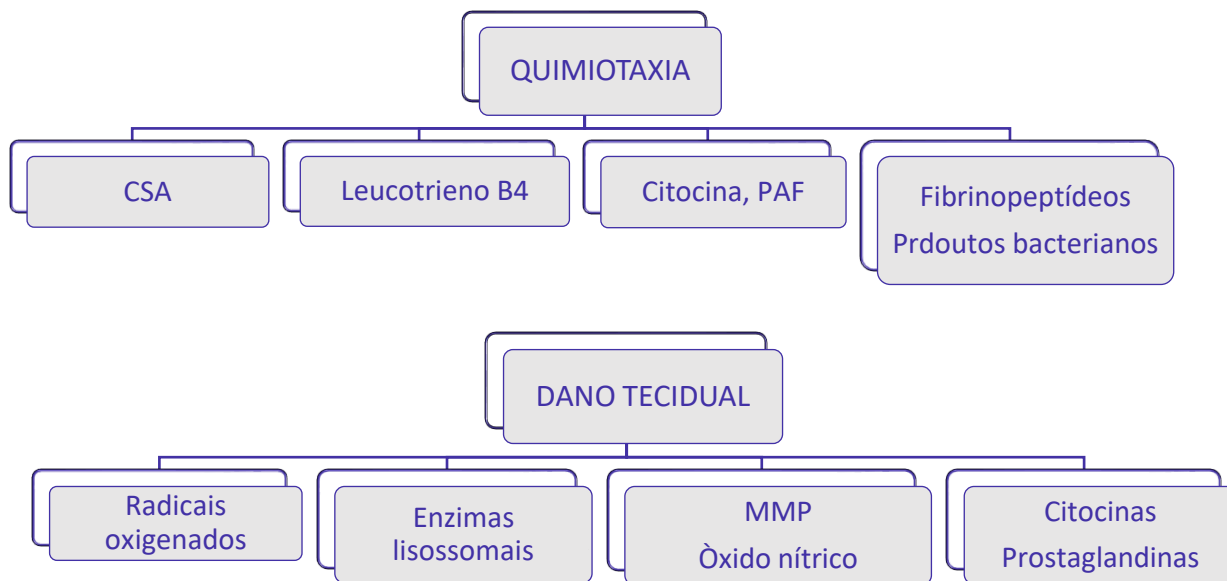 QUIMIOTAXIA
CSA
Leucotrieno B4
Citocina, PAF
Fibrinopeptídeos
Prdoutos bacterianos
DANO TECIDUAL
Radicais
oxigenados
Enzimas
lisossomais
MMP
Òxido nítrico
Citocinas
Prostaglandinas